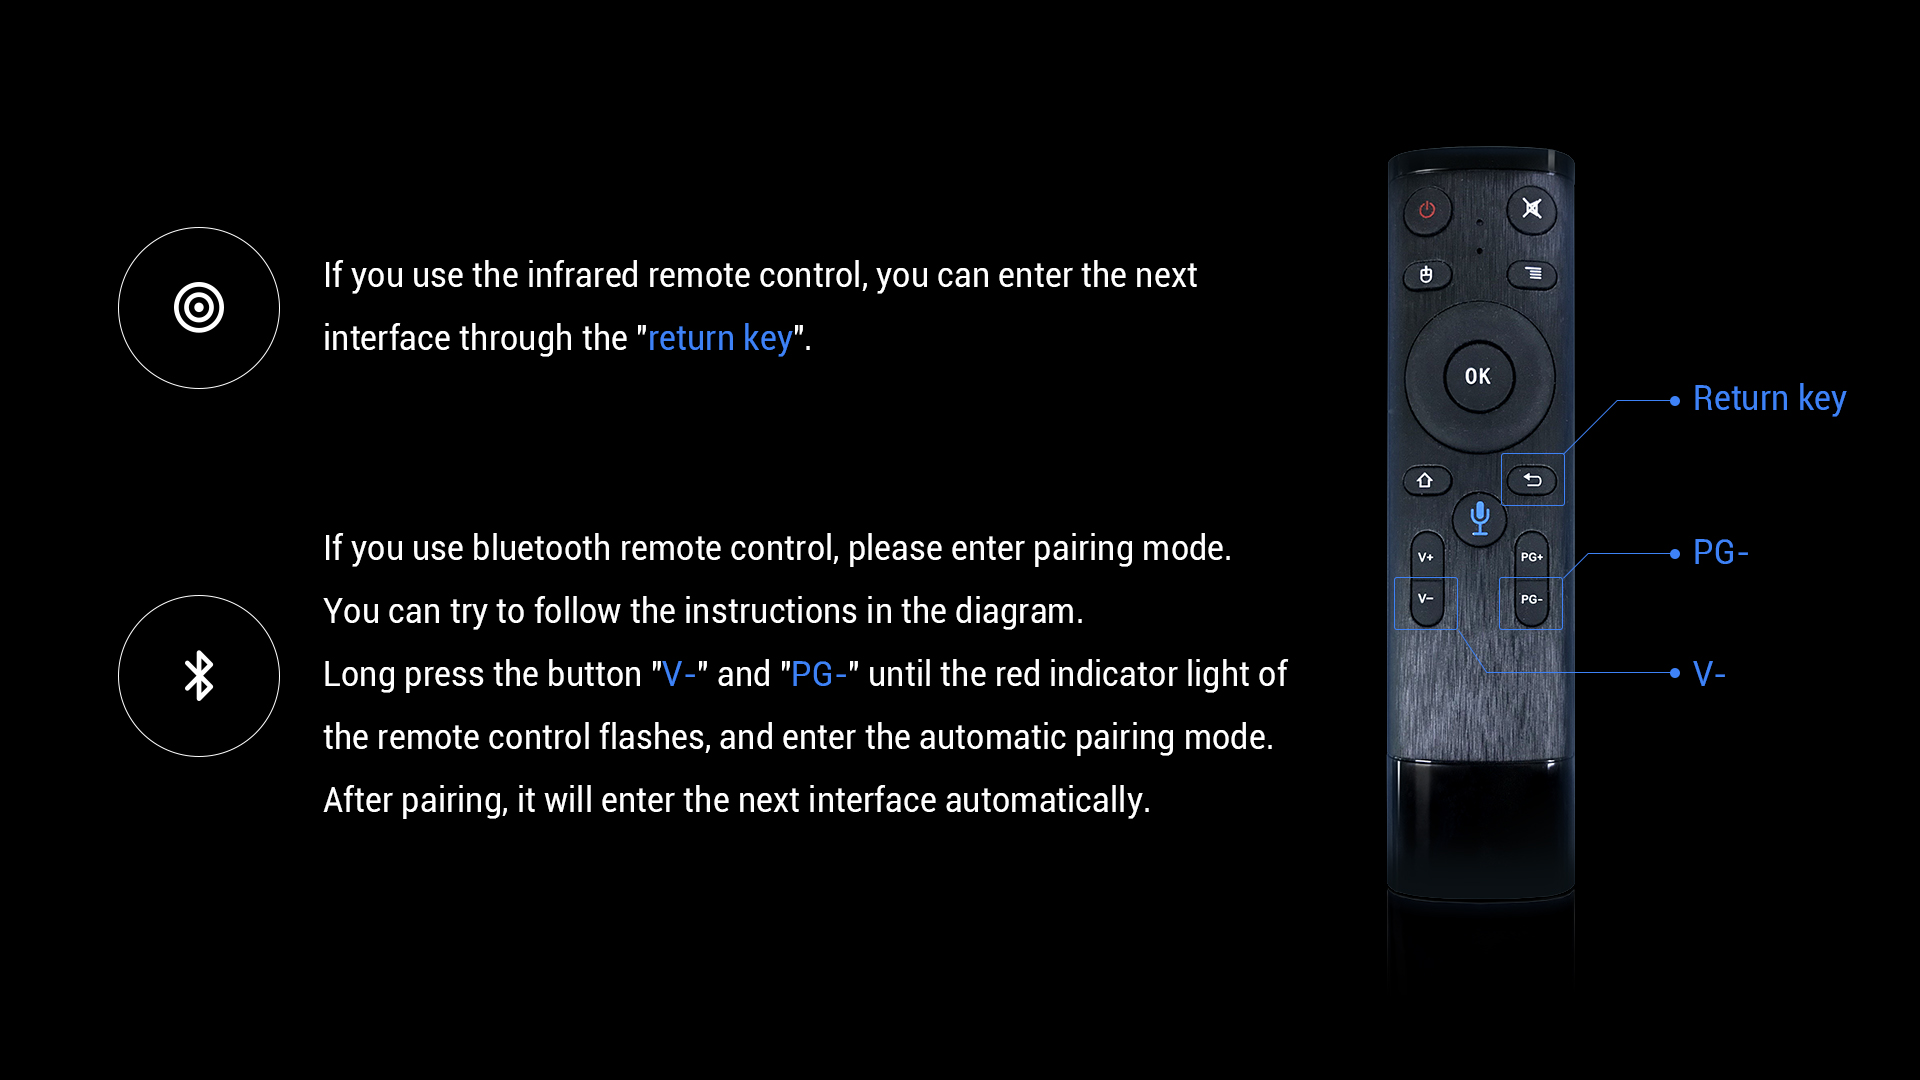 If you use the infrared remote control, you can enter the next
interface through the "return key".
If you use bluetooth remote control, please enter pairing mode.
You can try to follow the instructions in the diagram.
Long press the button "V-" and "PG-" until the red indicator light of
the remote control flashes, and enter the automatic pairing mode.
After pairing, it will enter the next interface automatically.
OK
Return key
V+
PG+
PG-
V-
PG-
V-